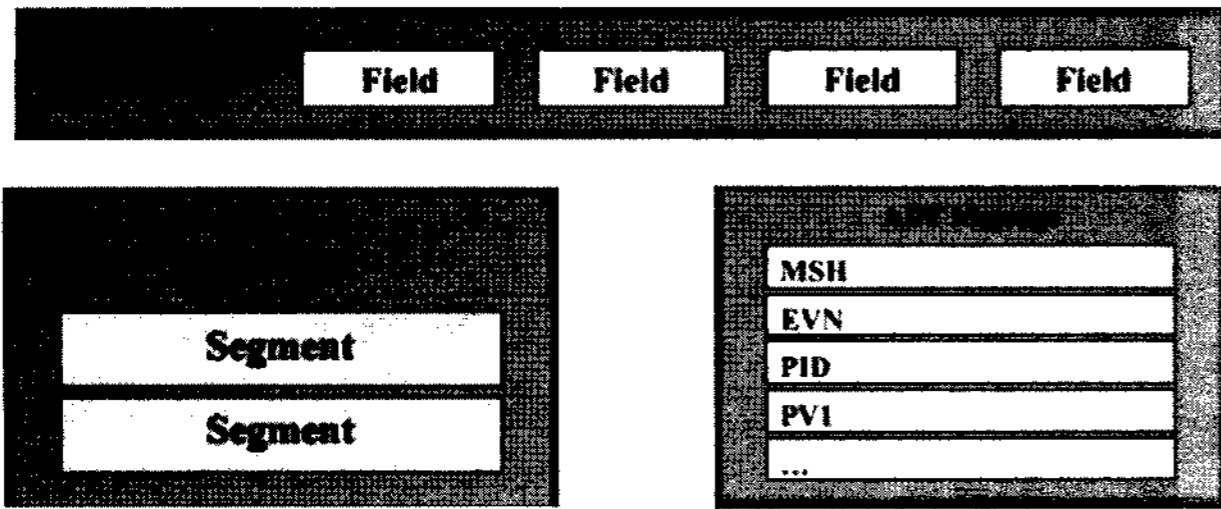 Field Field Field Field
Segment
Segment
MSH
EVN
PID
PV1
...